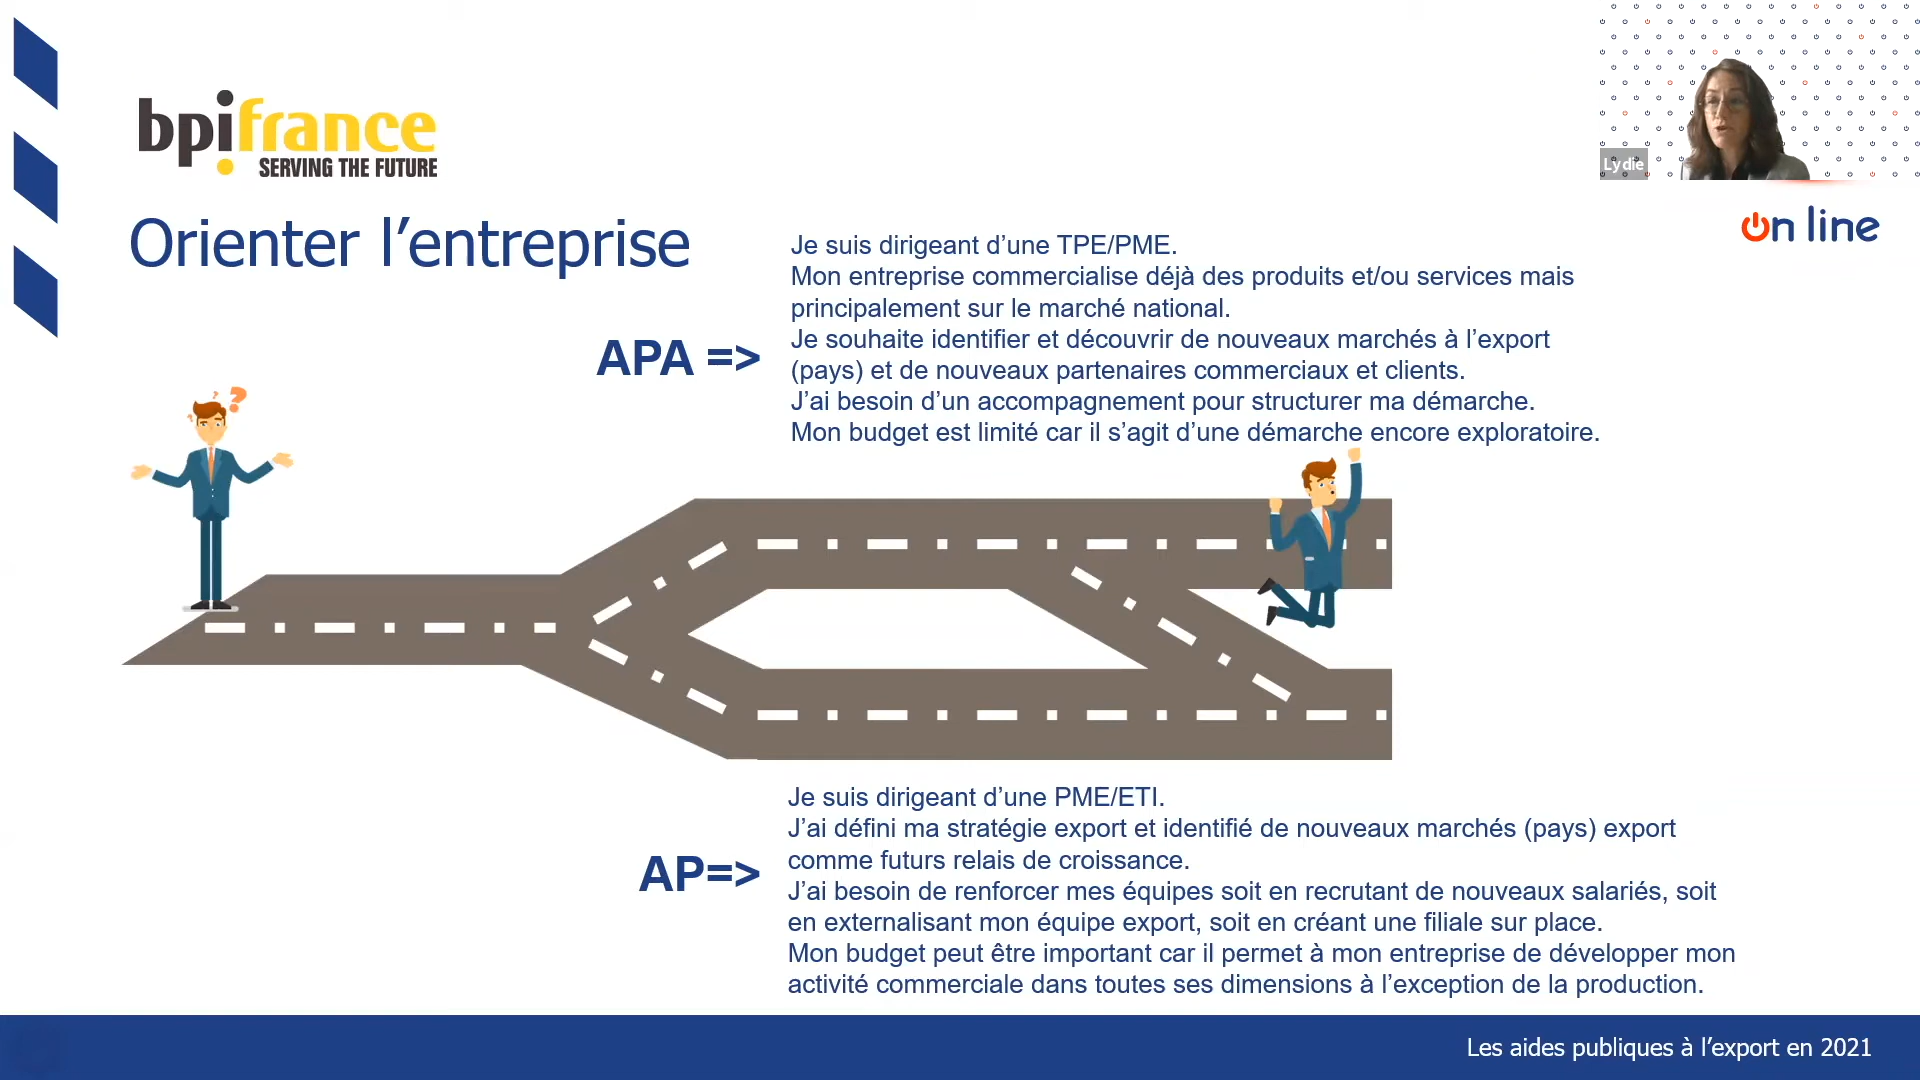 bpifrance
SERVING THE FUTURE
Lydie
On line
Orienter l’entreprise
Je suis dirigeant d’une TPE/PME.
Mon entreprise commercialise déjà des produits et/ou services mais
principalement sur le marché national.
Je souhaite identifier et découvrir de nouveaux marchés à l’export
(pays) et de nouveaux partenaires commerciaux et clients.
J’ai besoin d’un accompagnement pour structurer ma démarche.
Mon budget est limité car il s’agit d’une démarche encore exploratoire.
APA =>
?
Je suis dirigeant d’une PME/ETI.
J’ai défini ma stratégie export et identifié de nouveaux marchés (pays) export
comme futurs relais de croissance.
J’ai besoin de renforcer mes équipes soit en recrutant de nouveaux salariés, soit
en externalisant mon équipe export, soit en créant une filiale sur place.
Mon budget peut être important car il permet à mon entreprise de développer mon
activité commerciale dans toutes ses dimensions à l’exception de la production.
AP=>
Les aides publiques à l’export en 2021